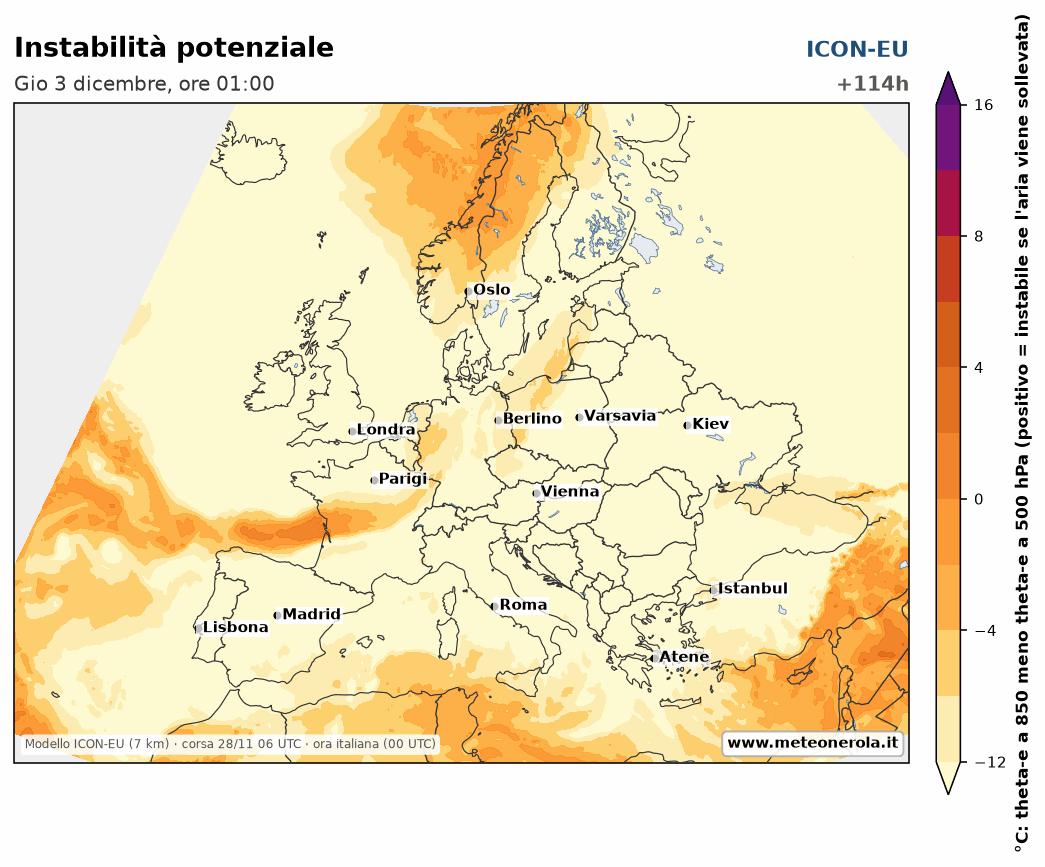 Instabilità potenziale
ICON-EU
Gio 3 dicembre, ore 01:00
+114h
Oslo
Londra
Berlino
Varsavia
Kiev
Parigi
Vienna
Istanbul
Roma
Madrid
Lisbona
Atene
Modello ICON-EU (7 km) · corsa 28/11 06 UTC · ora italiana (00 UTC)
www.meteonerola.it
16
8
4
0
−4
−12
°C: theta-e a 850 meno theta-e a 500 hPa (positivo = instabile se l'aria viene sollevata)